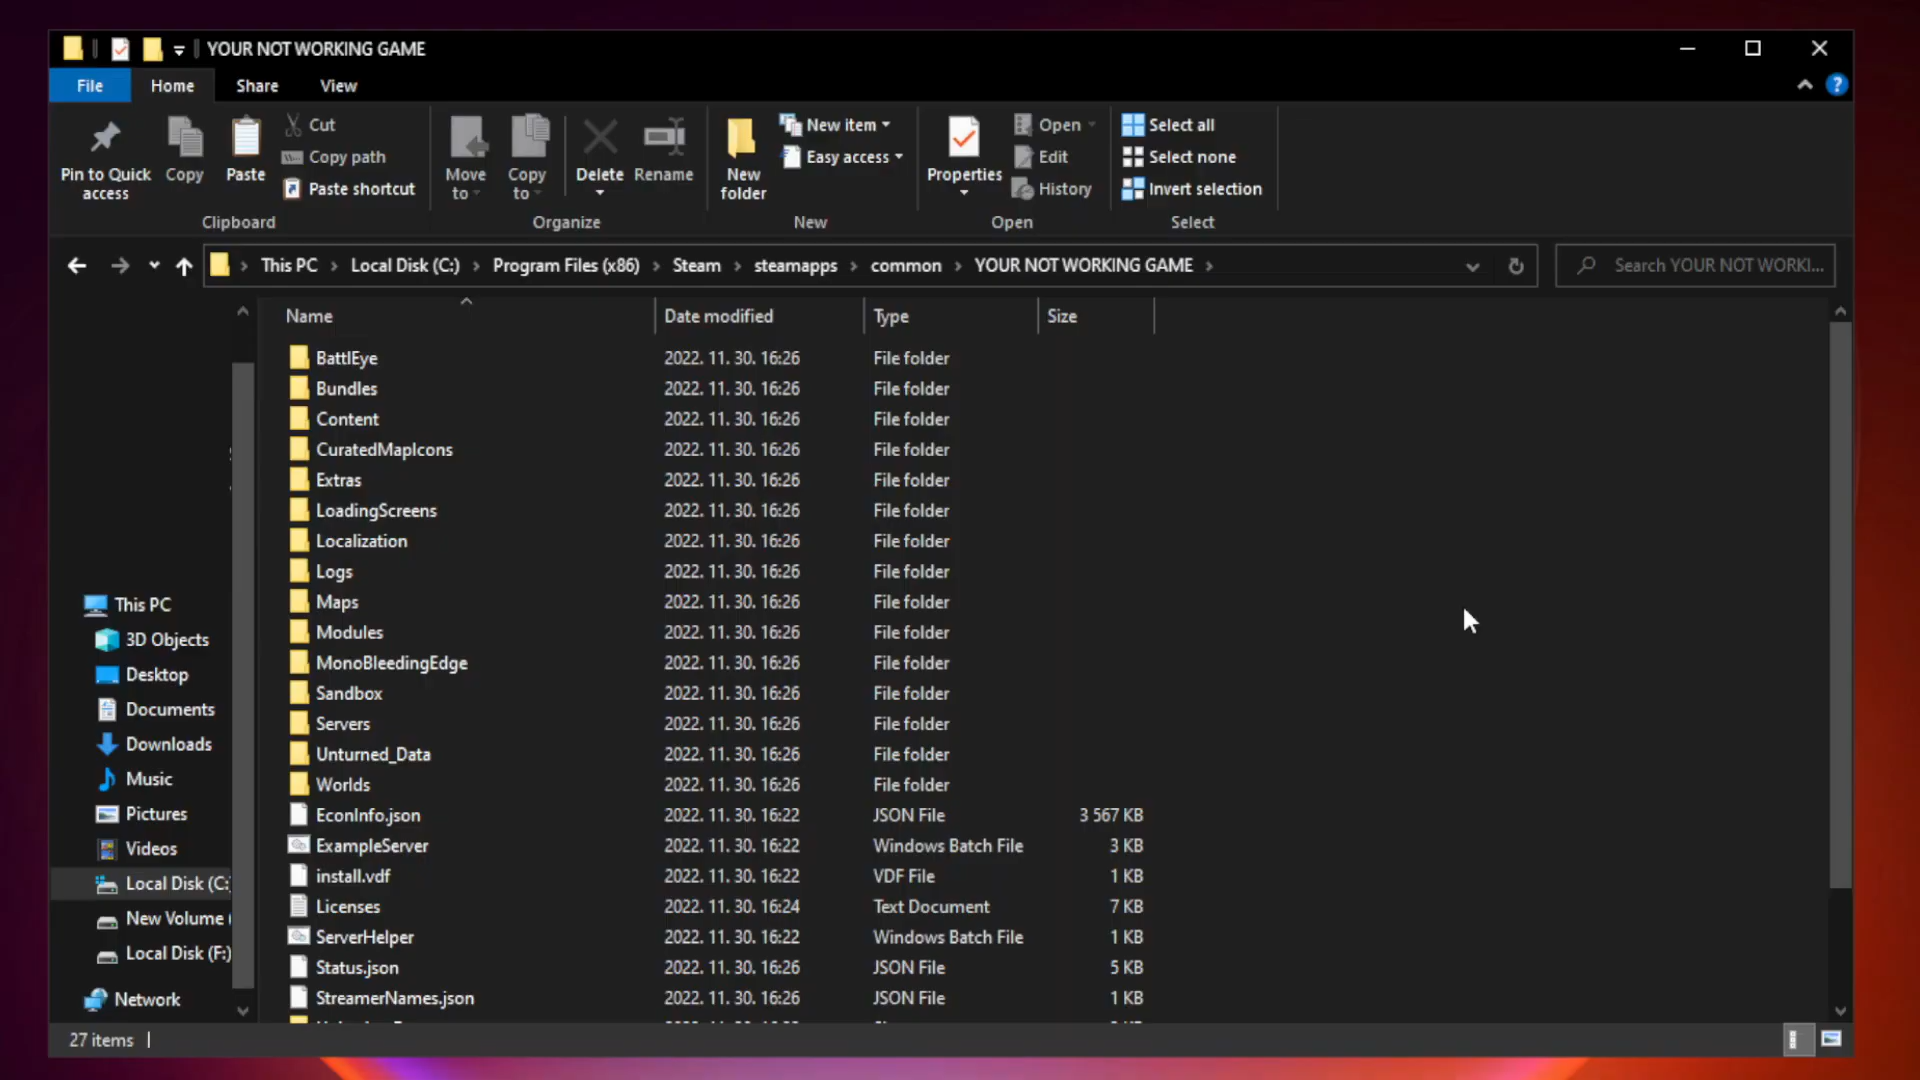 YOUR NOT WORKING GAME
File Home Share View
Pin to Quick access
Copy
Paste
Cut
Copy path
Paste shortcut
Clipboard
Move to
Copy to
Delete
Rename
Organize
New folder
New item
Easy access
New
Properties
Open
Edit
History
Open
Select all
Select none
Invert selection
Select
This PC > Local Disk (C:) > Program Files (x86) > Steam > steamapps > common > YOUR NOT WORKING GAME >
Search YOUR NOT WORKI...
This PC
3D Objects
Desktop
Documents
Downloads
Music
Pictures
Videos
Local Disk (C:
New Volume (
Local Disk (F:)
Network
Name Date modified Type Size
BattlEye 2022. 11. 30. 16:26 File folder
Bundles 2022. 11. 30. 16:26 File folder
Content 2022. 11. 30. 16:26 File folder
CuratedMapIcons 2022. 11. 30. 16:26 File folder
Extras 2022. 11. 30. 16:26 File folder
LoadingScreens 2022. 11. 30. 16:26 File folder
Localization 2022. 11. 30. 16:26 File folder
Logs 2022. 11. 30. 16:26 File folder
Maps 2022. 11. 30. 16:26 File folder
Modules 2022. 11. 30. 16:26 File folder
MonoBleedingEdge 2022. 11. 30. 16:26 File folder
Sandbox 2022. 11. 30. 16:26 File folder
Servers 2022. 11. 30. 16:26 File folder
Unturned_Data 2022. 11. 30. 16:26 File folder
Worlds 2022. 11. 30. 16:26 File folder
EconInfo.json 2022. 11. 30. 16:22 JSON File 3 567 KB
ExampleServer 2022. 11. 30. 16:22 Windows Batch File 3 KB
install.vdf 2022. 11. 30. 16:22 VDF File 1 KB
Licenses 2022. 11. 30. 16:24 Text Document 7 KB
ServerHelper 2022. 11. 30. 16:22 Windows Batch File 1 KB
Status.json 2022. 11. 30. 16:26 JSON File 5 KB
StreamerNames.json 2022. 11. 30. 16:26 JSON File 1 KB
27 items